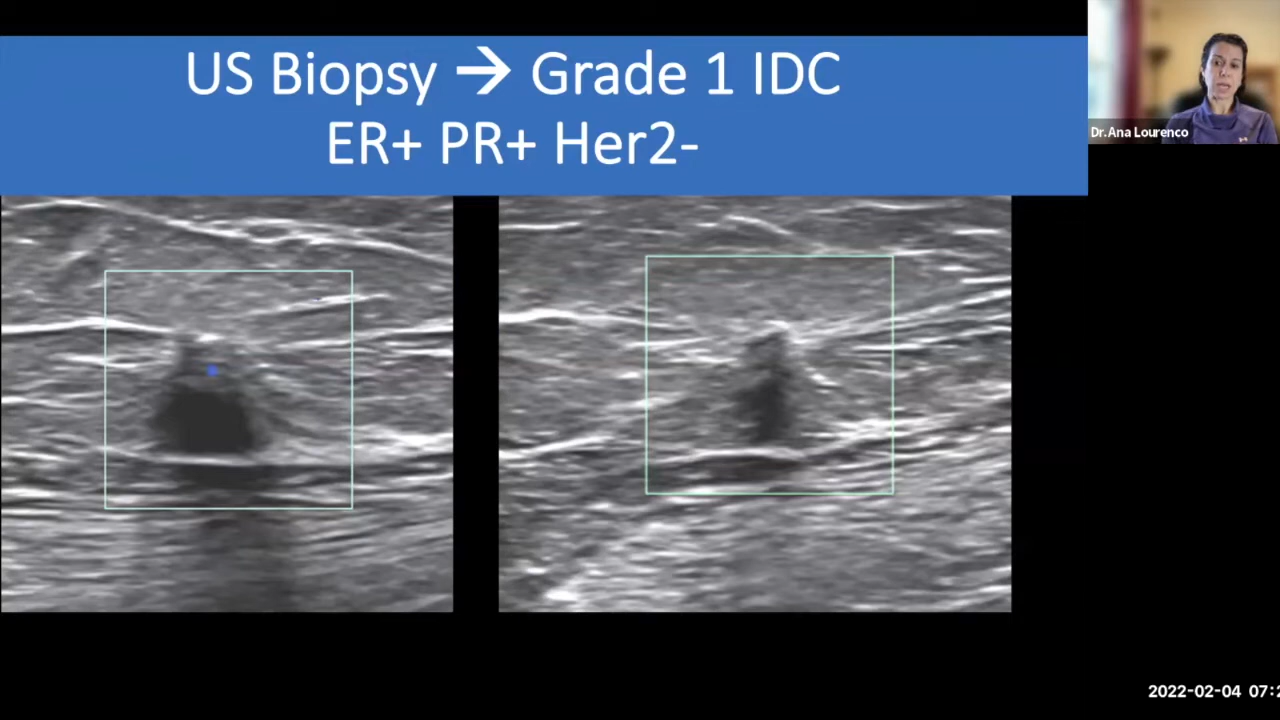 US Biopsy → Grade 1 IDC
ER+ PR+ Her2-
Dr. Ana Lourenco
2022-02-04 07:2